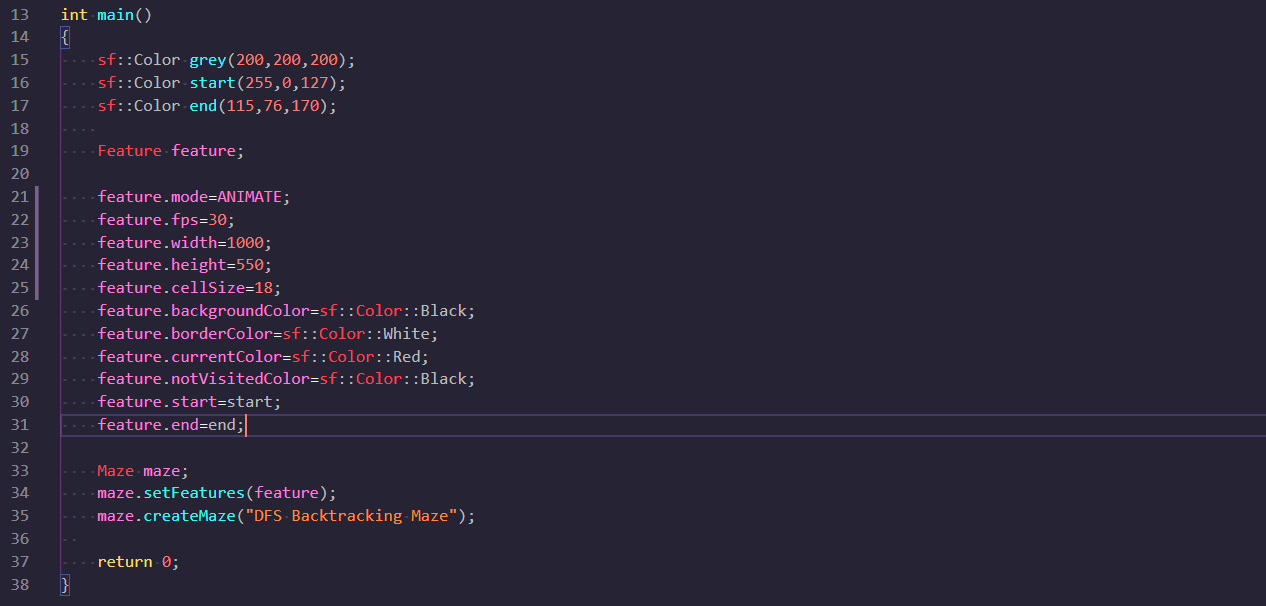 13 int main()
14 {
15 sf::Color grey(200,200,200);
16 sf::Color start(255,0,127);
17 sf::Color end(115,76,170);
18
19 Feature feature;
20
21 feature.mode=ANIMATE;
22 feature.fps=30;
23 feature.width=1000;
24 feature.height=550;
25 feature.cellSize=18;
26 feature.backgroundColor=sf::Color::Black;
27 feature.borderColor=sf::Color::White;
28 feature.currentColor=sf::Color::Red;
29 feature.notVisitedColor=sf::Color::Black;
30 feature.start=start;
31 feature.end=end;
32
33 Maze maze;
34 maze.setFeatures(feature);
35 maze.createMaze("DFS Backtracking Maze");
36
37 return 0;
38 }